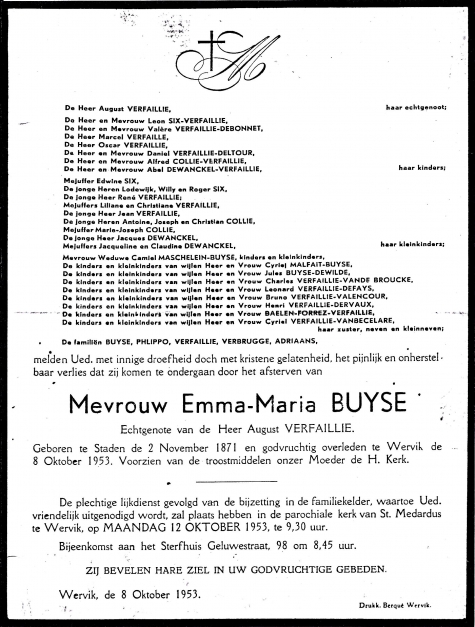 M
De Heer August VERFAILLIE, haar echtgenoot;
De Heer en Mevrouw Leon SIX-VERFAILLIE,
De Heer en Mevrouw Valère VERFAILLIE-DEBONNET,
De Heer Marcel VERFAILLE,
De Heer Oscar VERFAILLIE,
De Heer en Mevrouw Daniel VERFAILLIE-DELTOUR,
De Heer en Mevrouw Alfred COLLIE-VERFAILLIE,
De Heer en Mevrouw Abel DEWANCKEL-VERFAILLIE, haar kinders;
Mejuffer Edwine SIX,
De jonge Heren Lodewijk, Willy en Roger SIX,
De jonge Heer René VERFAILLIE;
Mejuffers Liliane en Christiane VERFAILLIE,
De jonge Heer Jean VERFAILLIE,
De jonge Heren Antoine, Joseph en Christian COLLIE,
Mejuffer Marie-Joseph COLLIE,
De jonge Heer Jacques DEWANCKEL,
Mejuffers Jacqueline en Claudine DEWANCKEL, haar kleinkinders;
Mevrouw Weduwe Camiel MASCHELEIN-BUYSE, kinders en kleinkinders,
De kinders en kleinkinders van wijlen Heer en Vrouw Cyriel MALFAIT-BUYSE,
De kinders en kleinkinders van wijlen Heer en Vrouw Jules BUYSE-DEWILDE,
De kinders en kleinkinders van wijlen Heer en Vrouw Charles VERFAILLIE-VANDE BROUCKE,
De kinders en kleinkinders van wijlen Heer en Vrouw Leonard VERFAILLIE-DEFAYS,
De kinders en kleinkinders van wijlen Heer en Vrouw Bruno VERFAILLIE-VALENCOUR,
De kinders en kleinkinders van wijlen Heer en Vrouw Henri VERFAILLIE-DERVAUX,
De kinders en kleinkinders van wijlen Heer en Vrouw BAELEN-FORREZ-VERFAILLIE,
De kinders en kleinkinders van wijlen Heer en Vrouw Cyriel VERFAILLIE-VANBECELARE,
haar zuster, neven en kleinneven;
De familiën BUYSE, PHLIPPO, VERFAILLIE, VERBRUGGE, ADRIAANS,
melden Ued. met innige droefheid doch met kristene gelatenheid, het pijnlijk en onherstel-
baar verlies dat zij komen te ondergaan door het afsterven van
Mevrouw Emma-Maria BUYSE
Echtgenote van de Heer August VERFAILLIE.
Geboren te Staden de 2 November 1871 en godvruchtig overleden te Wervik de
8 Oktober 1953. Voorzien van de troostmiddelen onzer Moeder de H. Kerk.
De plechtige lijkdienst gevolgd van de bijzetting in de familiekelder, waartoe Ued.
vriendelijk uitgenodigd wordt, zal plaats hebben in de parochiale kerk van St. Medardus
te Wervik, op MAANDAG 12 OKTOBER 1953, te 9,30 uur.
Bijeenkomst aan het Sterfhuis Geluwestraat, 98 om 8,45 uur.
ZIJ BEVELEN HARE ZIEL IN UW GODVRUCHTIGE GEBEDEN.
Wervik, de 8 Oktober 1953.
Drukk. Berqué Wervik.